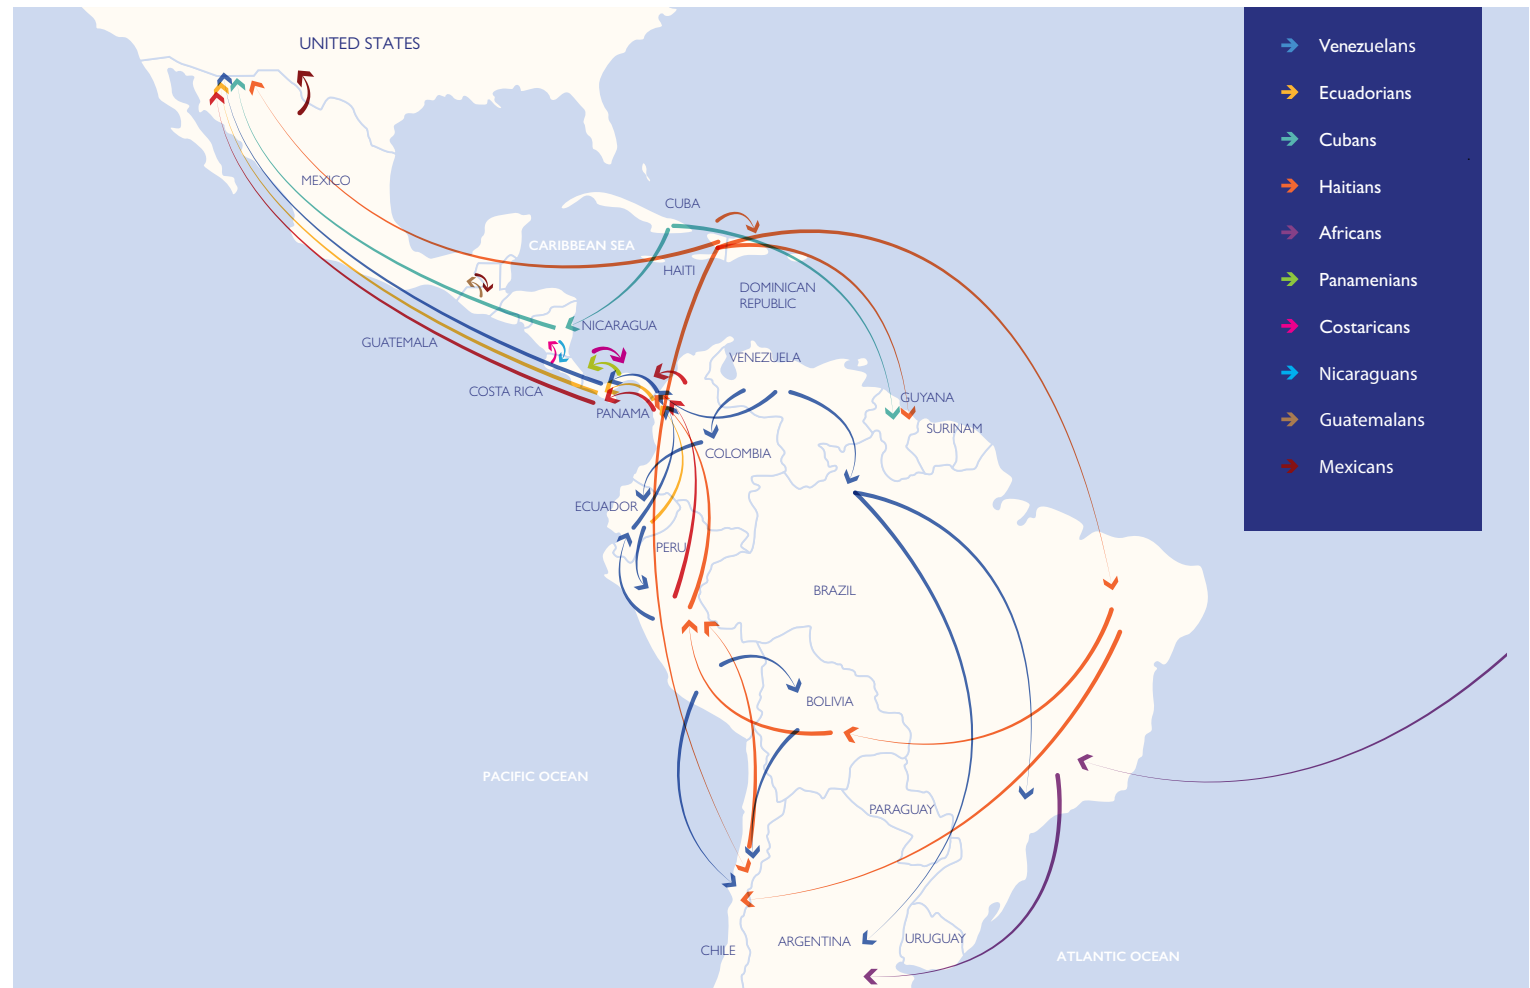 UNITED STATES
Venezuelans
Ecuadorians
Cubans
Haitians
Africans
Panamenians
Costaricans
Nicaraguans
Guatemalans
Mexicans
MEXICO
CUBA
CARIBBEAN SEA
HAITI
DOMINICAN
REPUBLIC
NICARAGUA
GUATEMALA
VENEZUELA
COSTA RICA
PANAMA
GUYANA
SURINAM
COLOMBIA
ECUADOR
PERU
BRAZIL
BOLIVIA
PACIFIC OCEAN
PARAGUAY
CHILE
ARGENTINA
URUGUAY
ATLANTIC OCEAN